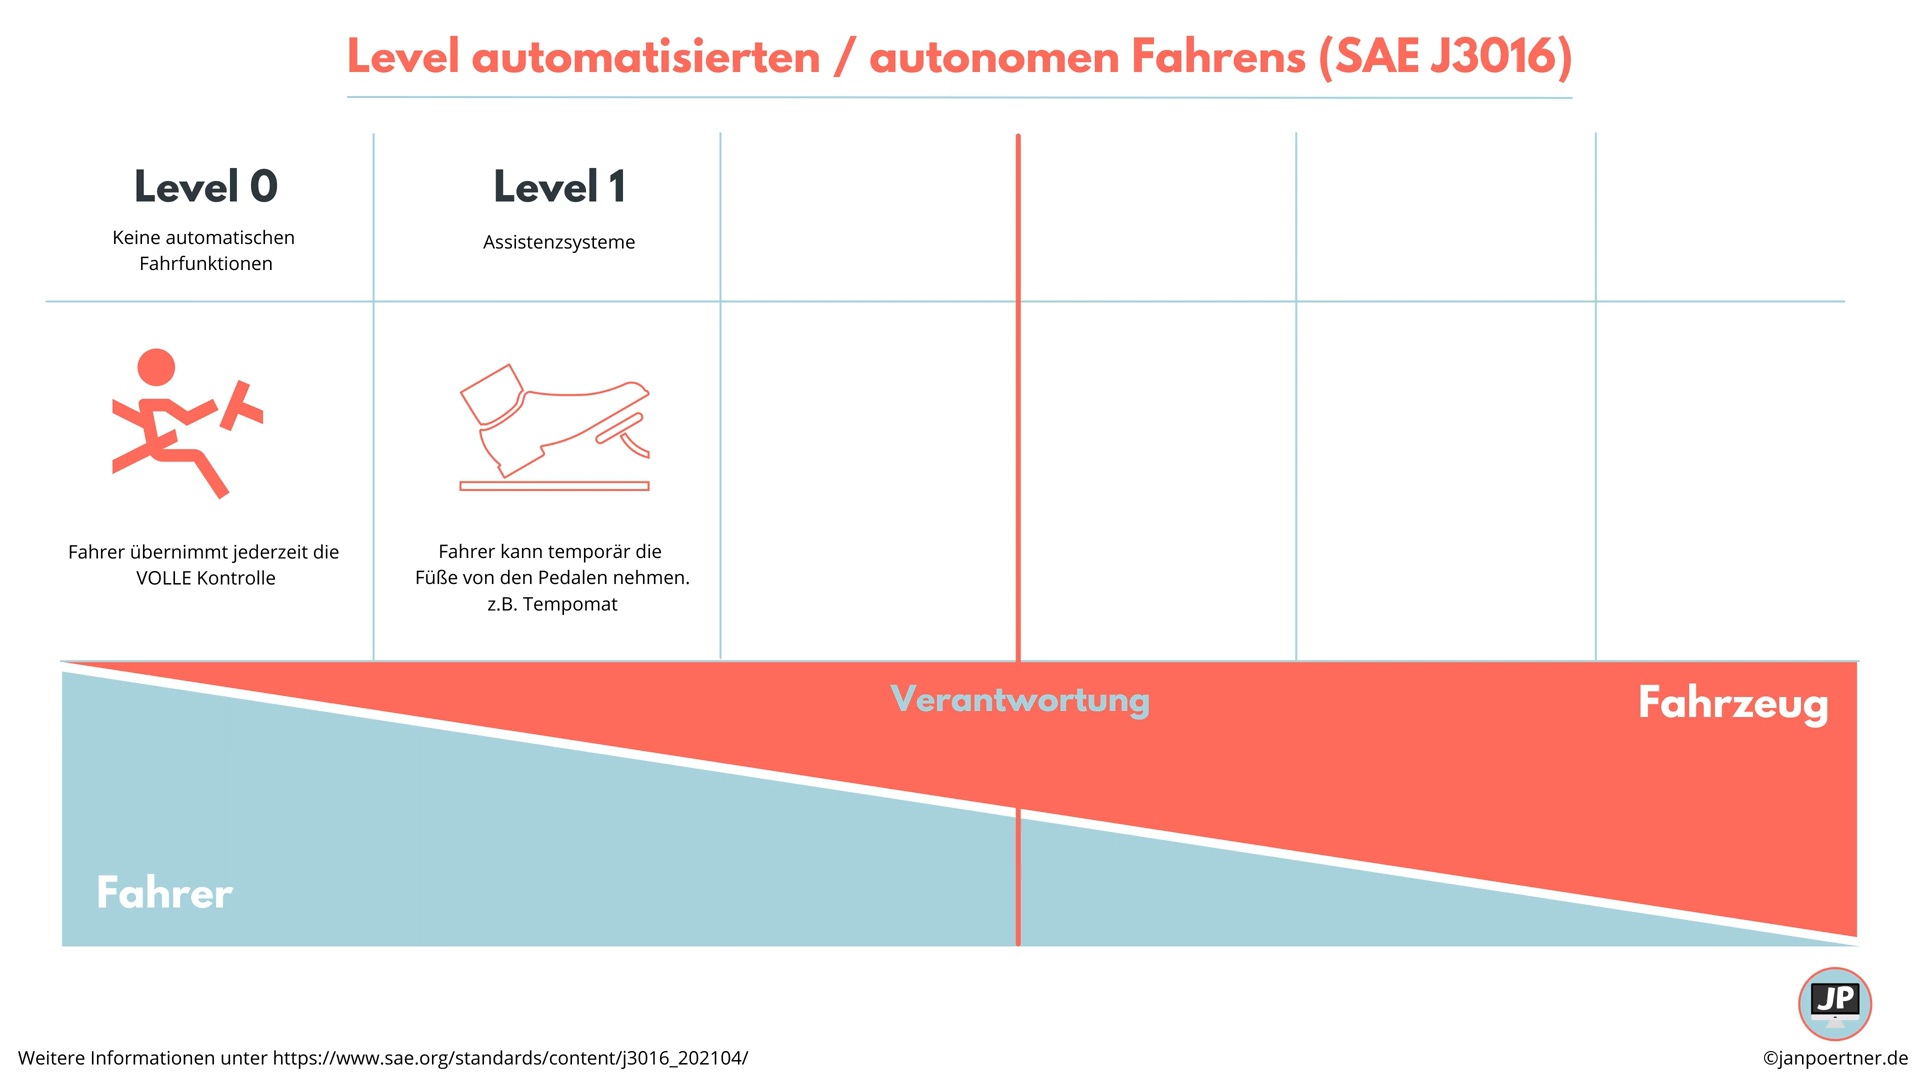 Level automatisierten / autonomen Fahrens (SAE J3016)
Level 0
Keine automatischen
Fahrfunktionen
Level 1
Assistenzsysteme
Fahrer übernimmt jederzeit die
VOLLE Kontrolle
Fahrer kann temporär die
Füße von den Pedalen nehmen.
z.B. Tempomat
Verantwortung
Fahrzeug
Fahrer
JP
Weitere Informationen unter https://www.sae.org/standards/content/j3016_202104/
©janpoertner.de